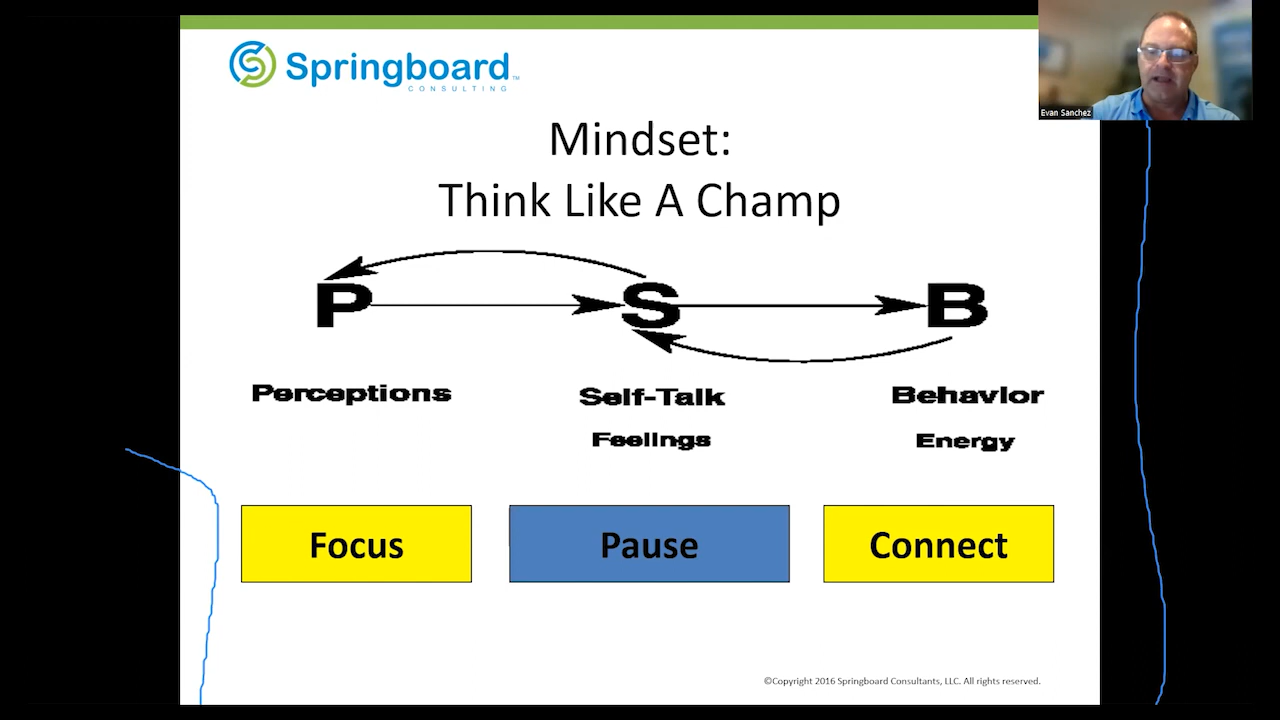 Springboard™
CONSULTING
Evan Sanchez
Mindset:
Think Like A Champ
P S B
Perceptions Self-Talk Behavior
Feelings Energy
Focus Pause Connect
©Copyright 2016 Springboard Consultants, LLC. All rights reserved.